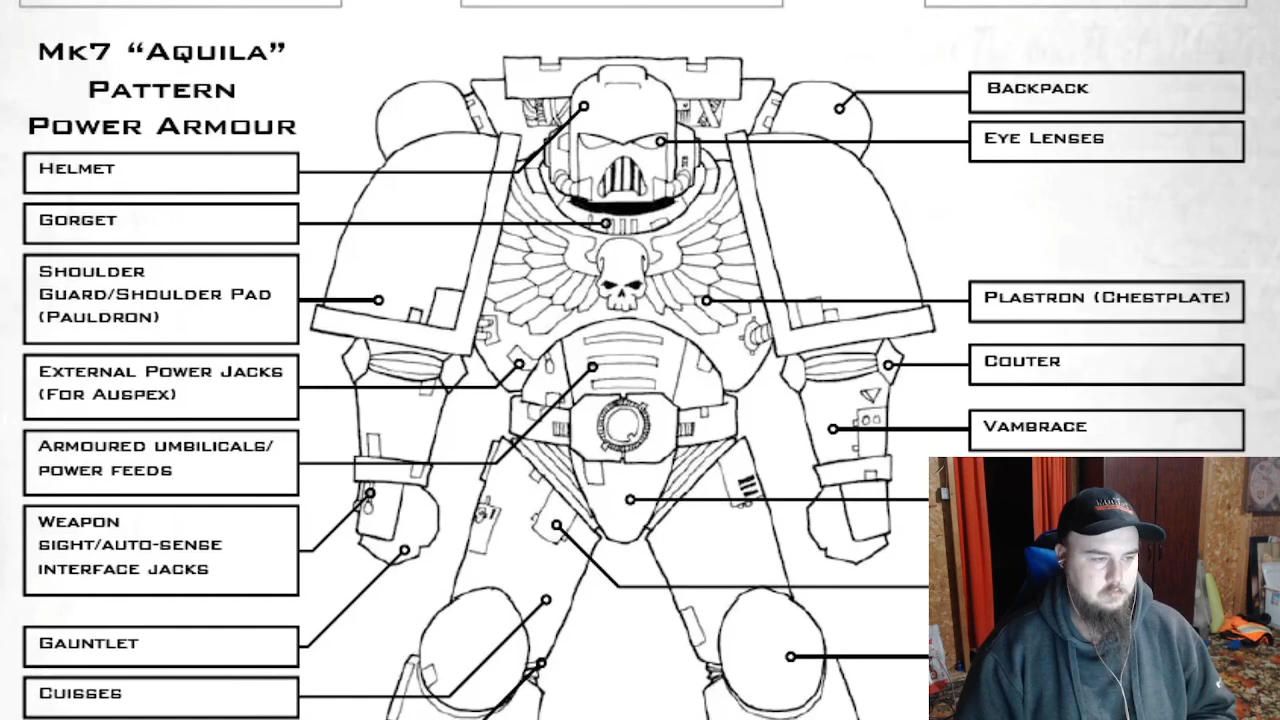 Mk7 “Aquila”
Pattern
Power Armour
Helmet
Gorget
Shoulder
Guard/Shoulder Pad
(Pauldron)
External Power Jacks
(For Auspex)
Armoured umbilicals/
power feeds
Weapon
sight/auto-sense
interface jacks
Gauntlet
Cuisses
Backpack
Eye Lenses
Plastron (Chestplate)
Couter
Vambrace